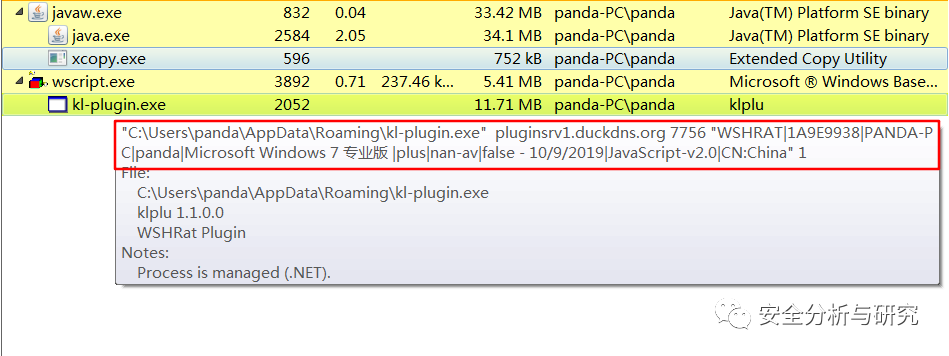 javaw.exe 832 0.04 33.42 MB panda-PC\panda Java(TM) Platform SE binary
java.exe 2584 2.05 34.1 MB panda-PC\panda Java(TM) Platform SE binary
xcopy.exe 596 752 kB panda-PC\panda Extended Copy Utility
wscript.exe 3892 0.71 237.46 k... 5.41 MB panda-PC\panda Microsoft ® Windows Base...
kl-plugin.exe 2052 11.71 MB panda-PC\panda klplu
"C:\Users\panda\AppData\Roaming\kl-plugin.exe" pluginsrv1.duckdns.org 7756 "WSHRAT|1A9E9938|PANDA-P
C|panda|Microsoft Windows 7 专业版 |plus|nan-av|false - 10/9/2019|JavaScript-v2.0|CN:China" 1
File:
C:\Users\panda\AppData\Roaming\kl-plugin.exe
klplu 1.1.0.0
WSHRat Plugin
Notes:
Process is managed (.NET).
安全分析与研究